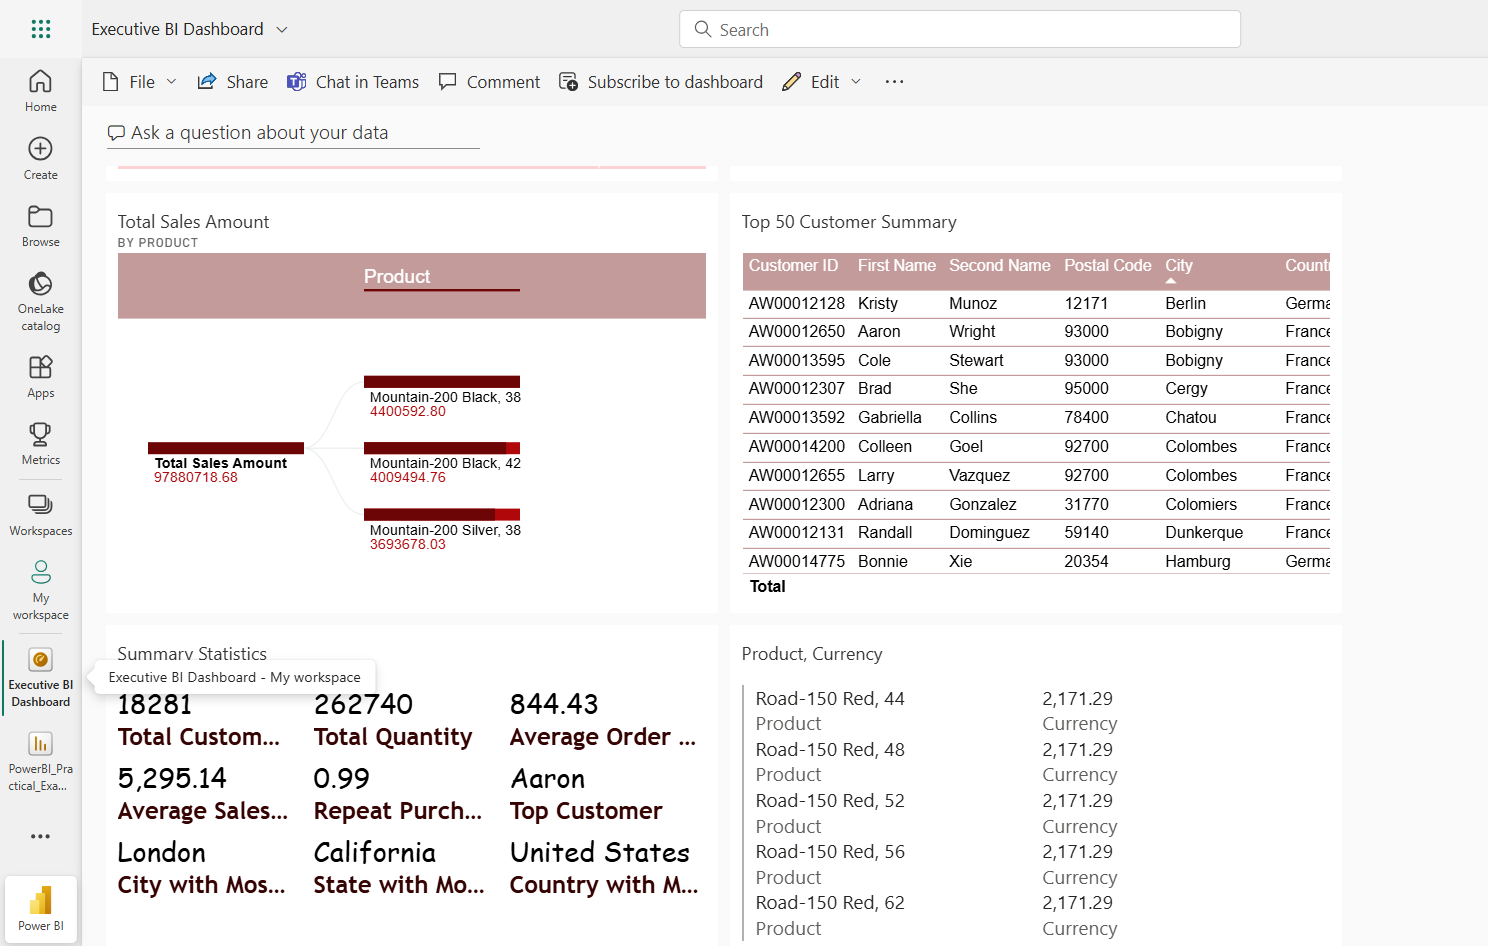 Executive BI Dashboard
Search
File
Share
Chat in Teams
Comment
Subscribe to dashboard
Edit
Home
Create
Browse
OneLake
catalog
Apps
Metrics
Workspaces
My
workspace
Executive BI
Dashboard
PowerBI_Pra
ctical_Exa...
Power BI
Ask a question about your data
Total Sales Amount
BY PRODUCT
Product
Total Sales Amount
97880718.68
Mountain-200 Black, 38
4400592.80
Mountain-200 Black, 42
4009494.76
Mountain-200 Silver, 38
3693678.03
Top 50 Customer Summary
Customer ID First Name Second Name Postal Code City Countr
AW00012128 Kristy Munoz 12171 Berlin Germa
AW00012650 Aaron Wright 93000 Bobigny France
AW00013595 Cole Stewart 93000 Bobigny France
AW00012307 Brad She 95000 Cergy France
AW00013592 Gabriella Collins 78400 Chatou France
AW00014200 Colleen Goel 92700 Colombes France
AW00012655 Larry Vazquez 92700 Colombes France
AW00012300 Adriana Gonzalez 31770 Colomiers France
AW00012131 Randall Dominguez 59140 Dunkerque France
AW00014775 Bonnie Xie 20354 Hamburg Germa
Total
Summary Statistics
Executive BI Dashboard - My workspace
18281 262740 844.43
Total Custom... Total Quantity Average Order ...
5,295.14 0.99 Aaron
Average Sales... Repeat Purch... Top Customer
London California United States
City with Mos... State with Mo... Country with M...
Product, Currency
Road-150 Red, 44 2,171.29
Product Currency
Road-150 Red, 48 2,171.29
Product Currency
Road-150 Red, 52 2,171.29
Product Currency
Road-150 Red, 56 2,171.29
Product Currency
Road-150 Red, 62 2,171.29
Product Currency